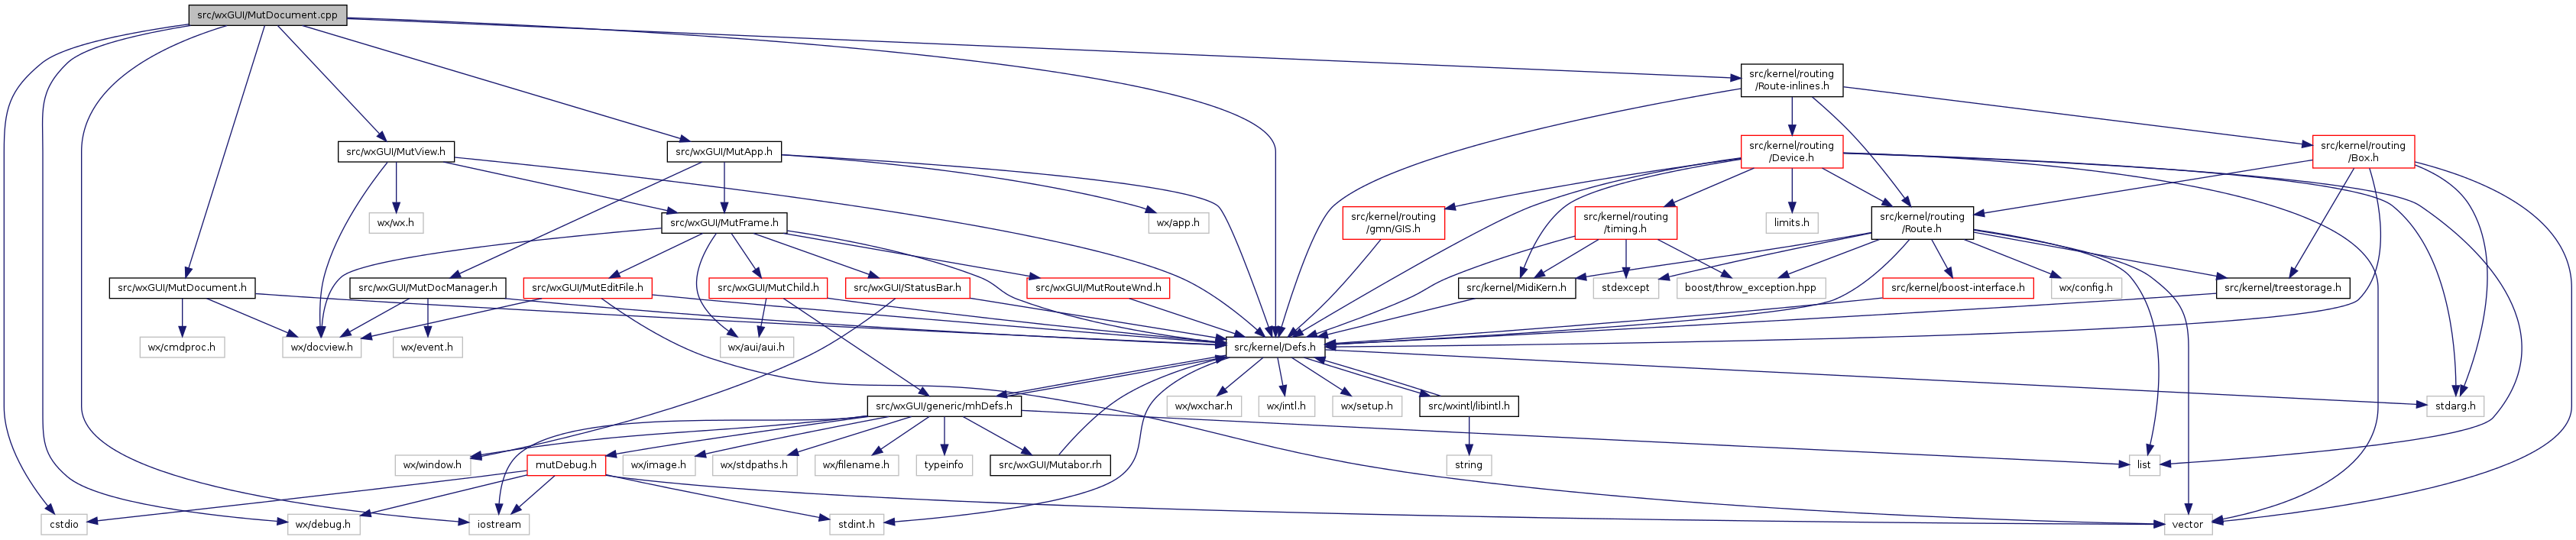 src/wxGUI/MutDocument.cpp
src/kernel/routing
/Route-inlines.h
src/wxGUI/MutView.h
src/wxGUI/MutApp.h
src/kernel/routing
/Device.h
src/kernel/routing
/Box.h
wx/wx.h
src/wxGUI/MutFrame.h
wx/app.h
src/kernel/routing
/gmn/GIS.h
src/kernel/routing
/timing.h
limits.h
src/kernel/routing
/Route.h
src/wxGUI/MutDocument.h
src/wxGUI/MutDocManager.h
src/wxGUI/MutEditFile.h
src/wxGUI/MutChild.h
src/wxGUI/StatusBar.h
src/wxGUI/MutRouteWnd.h
src/kernel/MidiKern.h
stdexcept
boost/throw_exception.hpp
src/kernel/boost-interface.h
wx/config.h
src/kernel/treestorage.h
wx/cmdproc.h
wx/docview.h
wx/event.h
wx/aui/aui.h
src/kernel/Defs.h
src/wxGUI/generic/mhDefs.h
wx/wxchar.h
wx/intl.h
wx/setup.h
src/wxintl/libintl.h
stdarg.h
wx/window.h
mutDebug.h
wx/image.h
wx/stdpaths.h
wx/filename.h
typeinfo
src/wxGUI/Mutabor.rh
string
list
cstdio
wx/debug.h
iostream
stdint.h
vector